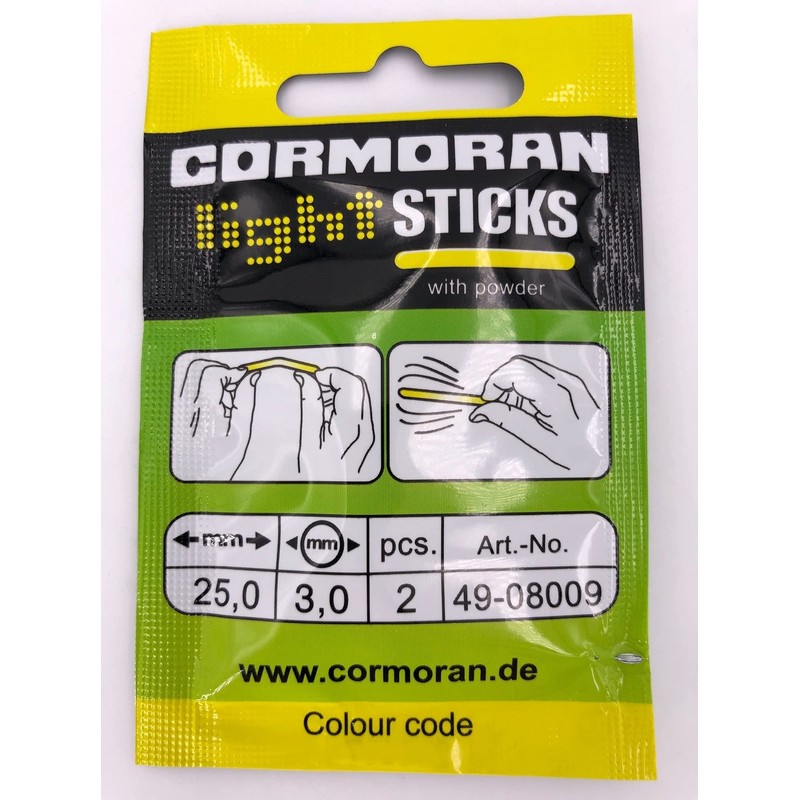 CORMORAN
light STICKS
with powder
mm mm pcs. Art.-No.
25,0 3,0 2 49-08009
www.cormoran.de
Colour code